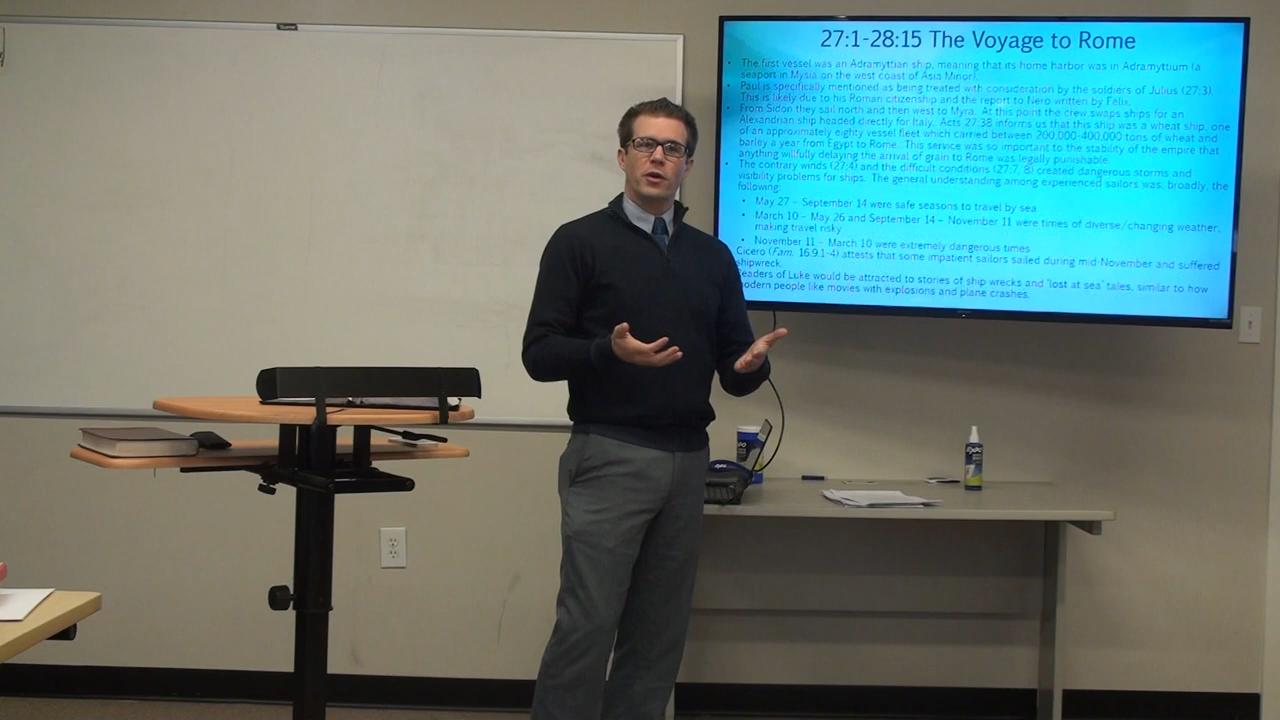 27:1-28:15 The Voyage to Rome
• The first vessel was an Adramyttian ship, meaning that its home harbor was in Adramyttium (a
seaport in Mysia on the west coast of Asia Minor).
• Paul is specifically mentioned as being treated with consideration by the soldiers of Julius (27:3).
This is likely due to his Roman citizenship and the report to Nero written by Felix.
• From Sidon they sail north and then west to Myra. At this point the crew swaps ships for an
Alexandrian ship headed directly for Italy. Acts 27:38 informs us that this ship was a wheat ship, one
of an approximately eighty vessel fleet which carried between 200,000-400,000 tons of wheat and
barley a year from Egypt to Rome. This service was so important to the stability of the empire that
anything willfully delaying the arrival of grain to Rome was legally punishable.
• The contrary winds (27:4) and the difficult conditions (27:7, 8) created dangerous storms and
visibility problems for ships. The general understanding among experienced sailors was, broadly, the
following:
• May 27 – September 14 were safe seasons to travel by sea
• March 10 – May 26 and September 14 – November 11 were times of diverse/changing weather,
making travel risky
• November 11 – March 10 were extremely dangerous times
Cicero (Fam. 16.9.1-4) attests that some impatient sailors sailed during mid-November and suffered
shipwreck.
Readers of Luke would be attracted to stories of ship wrecks and 'lost at sea' tales, similar to how
modern people like movies with explosions and plane crashes.
EXPO